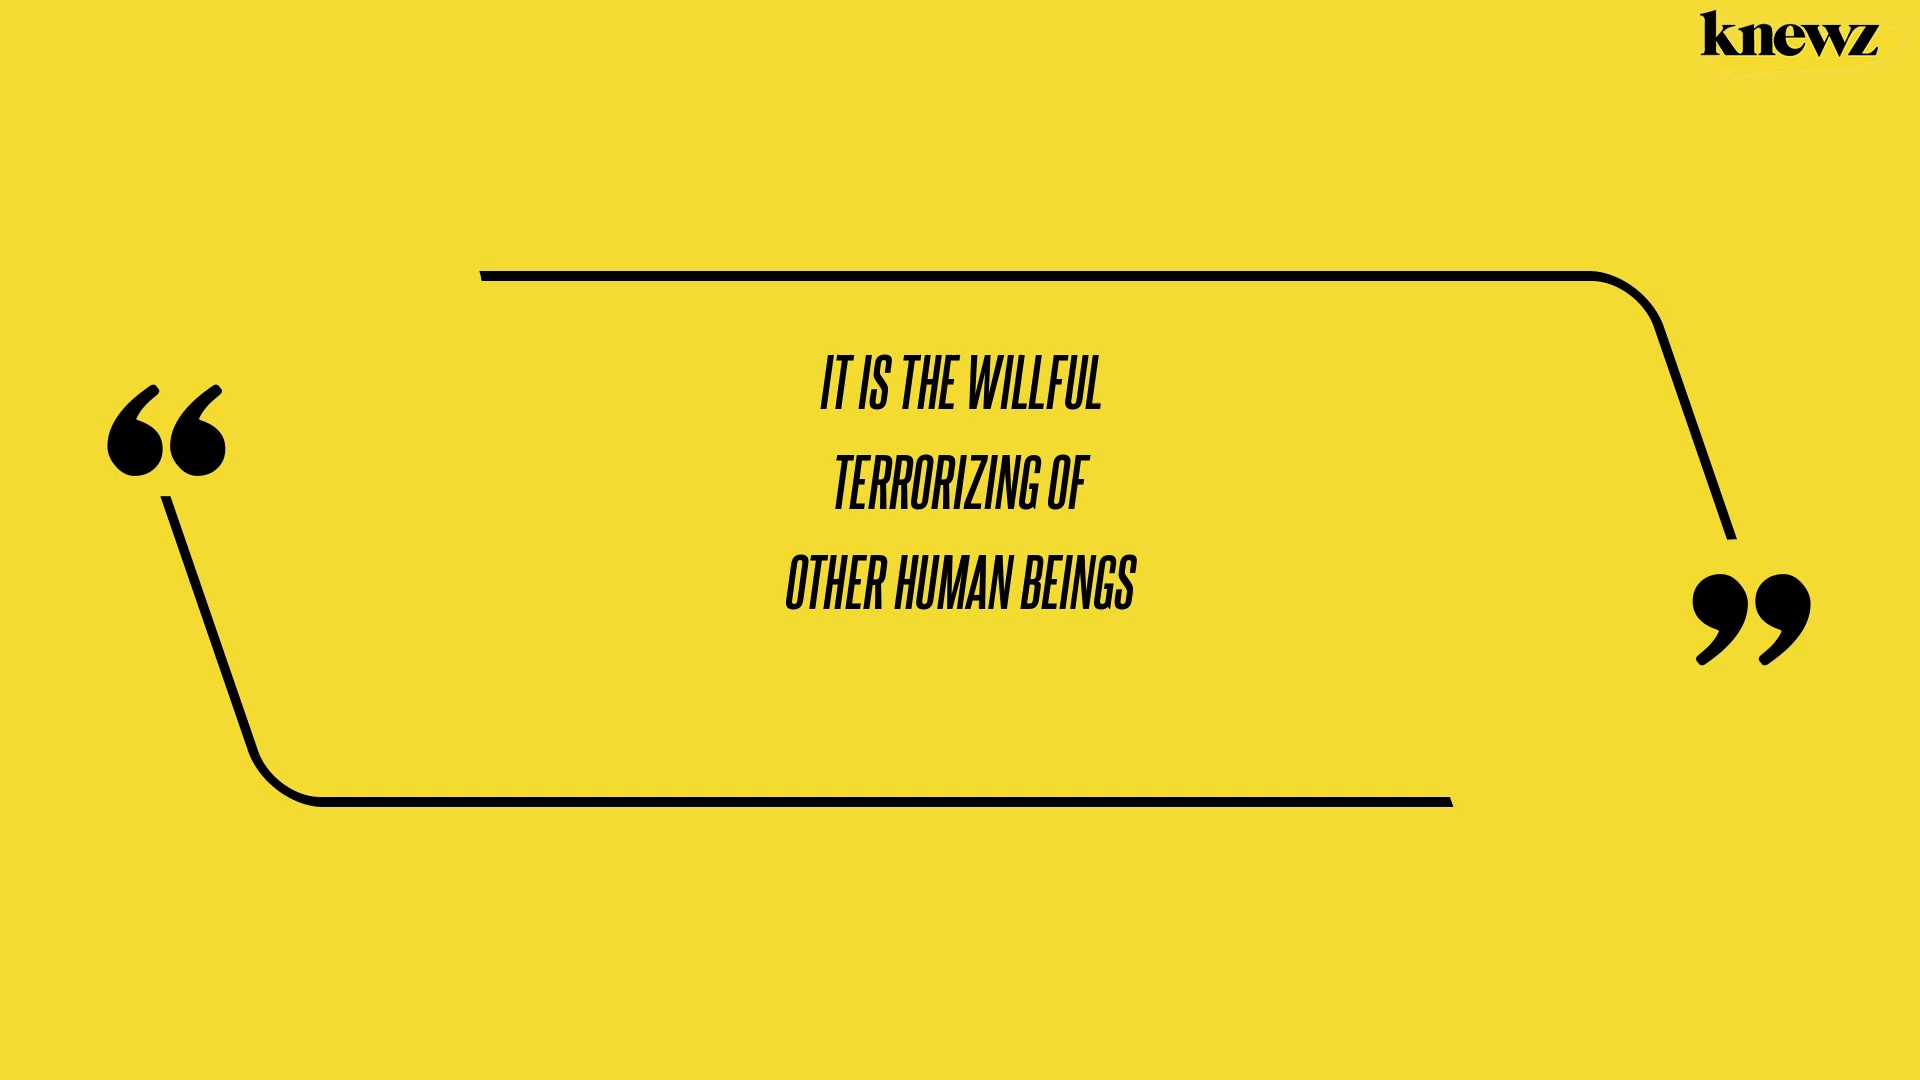 knewz
“
IT IS THE WILLFUL
TERRORIZING OF
OTHER HUMAN BEINGS
”